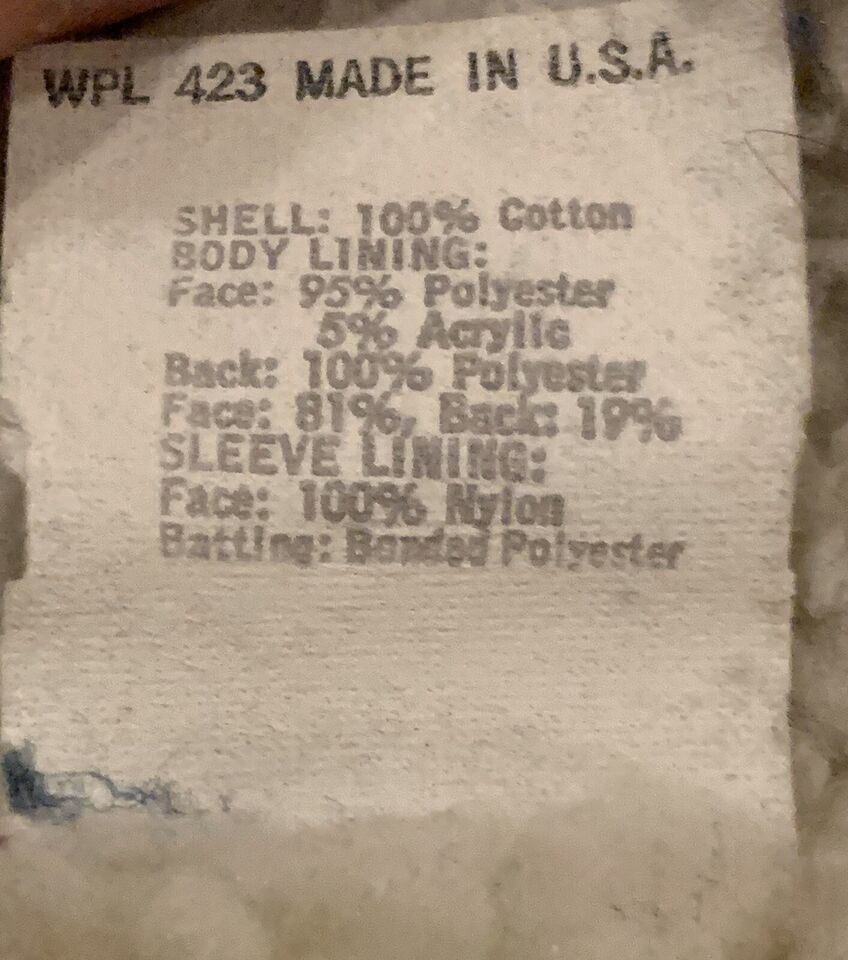 WPL 423 MADE IN U.S.A.
SHELL: 100% Cotton
BODY LINING:
Face: 95% Polyester
5% Acrylic
Back: 100% Polyester
Face: 81%, Back: 19%
SLEEVE LINING:
Face: 100% Nylon
Batting: Bonded Polyester